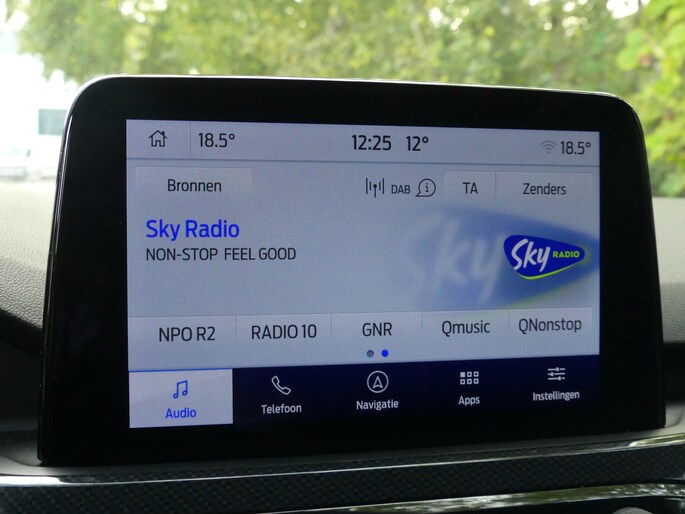 18.5° 12:25 12° 18.5°
Bronnen DAB TA Zenders
Sky Radio
NON-STOP FEEL GOOD
Sky RADIO
NPO R2 RADIO 10 GNR Qmusic QNonstop
Audio Telefoon Navigatie Apps Instellingen